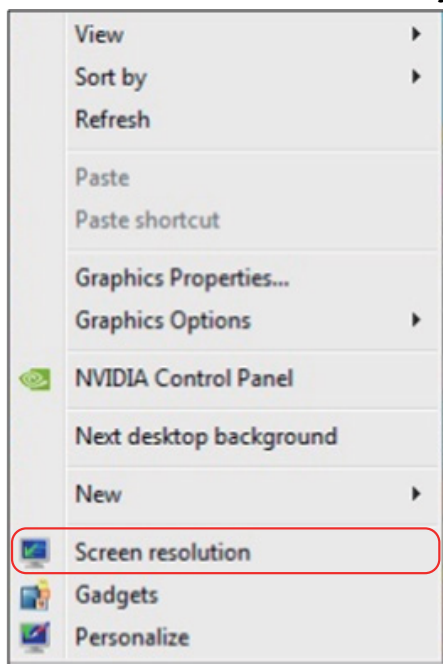 View
Sort by
Refresh
Paste
Paste shortcut
Graphics Properties...
Graphics Options
NVIDIA Control Panel
Next desktop background
New
Screen resolution
Gadgets
Personalize